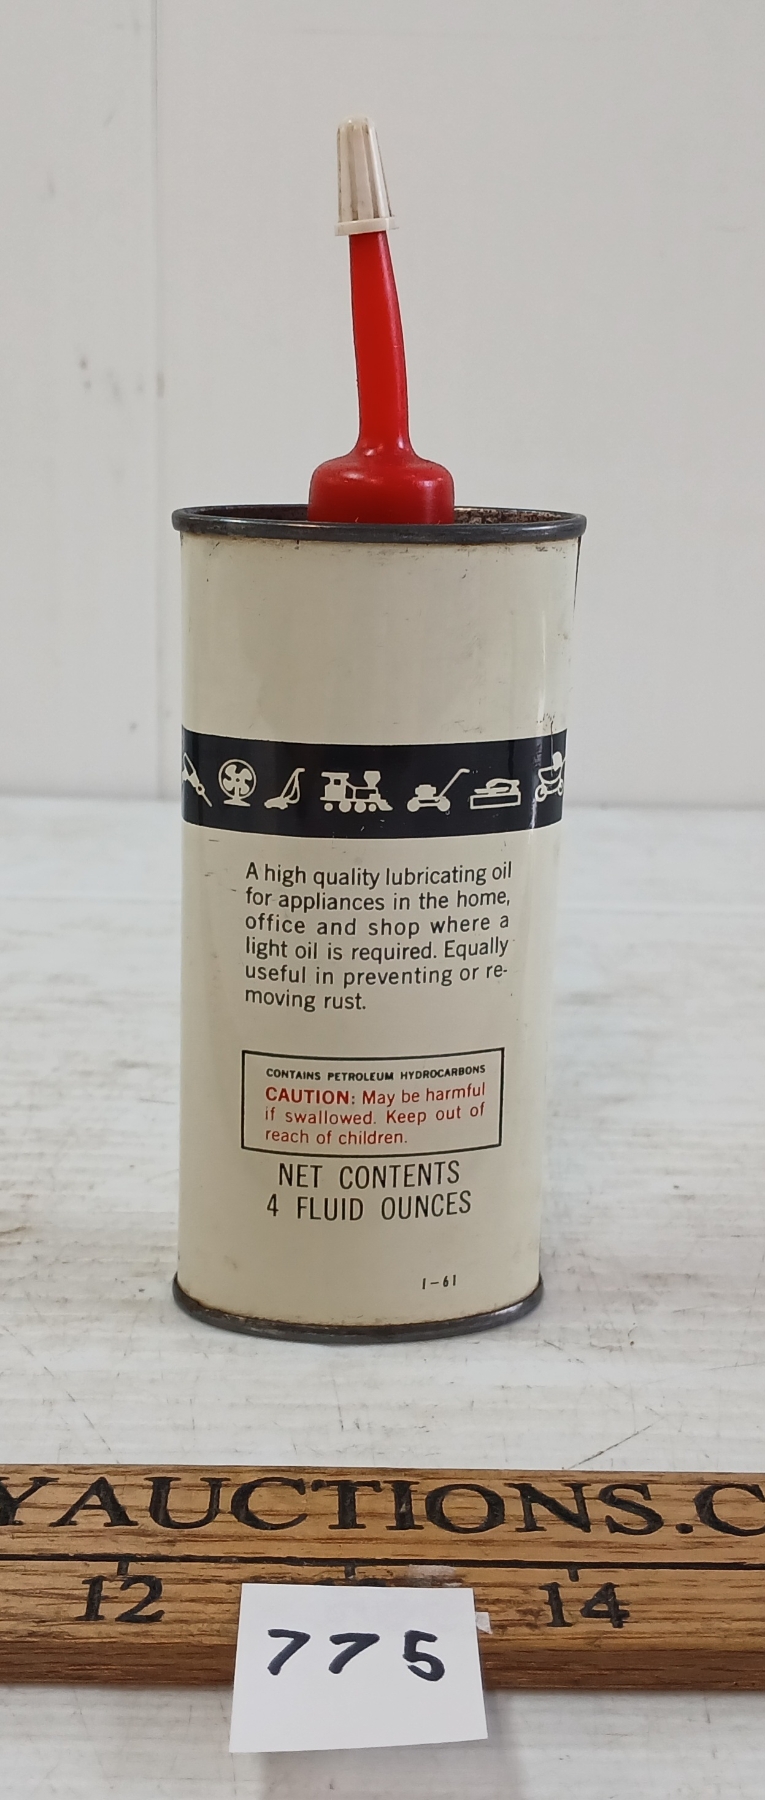 A high quality lubricating oil
for appliances in the home,
office and shop where a
light oil is required. Equally
useful in preventing or re-
moving rust.
CONTAINS PETROLEUM HYDROCARBONS
CAUTION: May be harmful
if swallowed. Keep out of
reach of children.
NET CONTENTS
4 FLUID OUNCES
1-61
YAUCTIONS.C
12 14
775